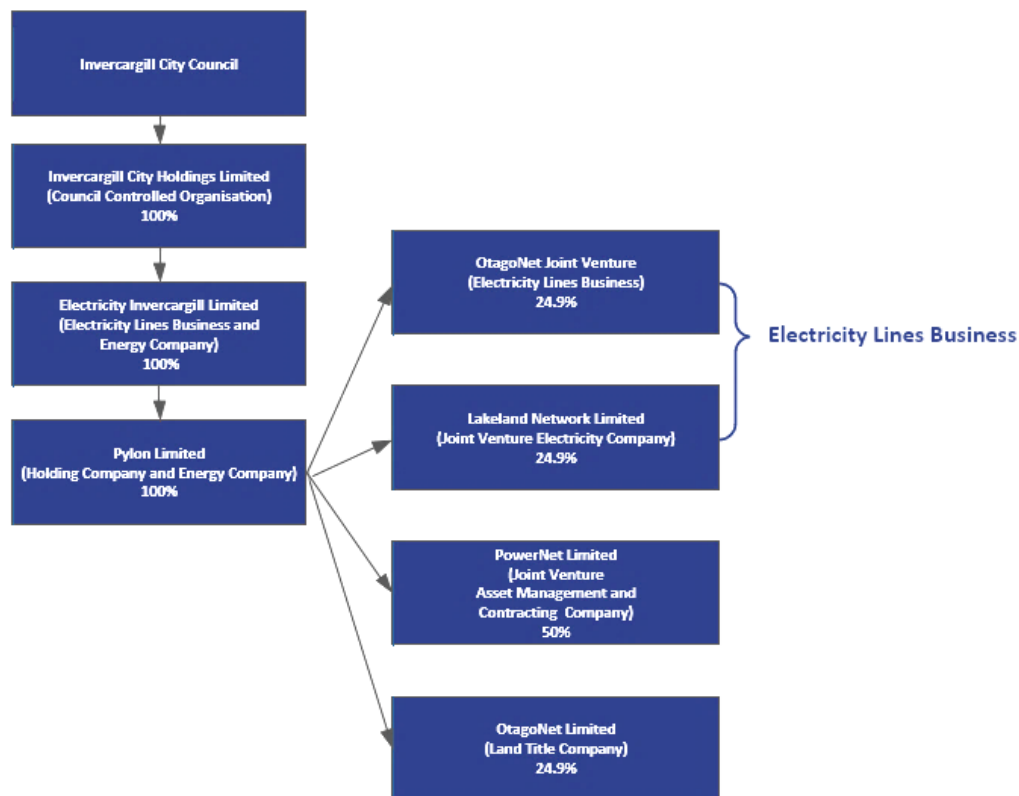 Invercargill City Council
Invercargill City Holdings Limited
(Council Controlled Organisation)
100%
Electricity Invercargill Limited
(Electricity Lines Business and
Energy Company)
100%
Pylon Limited
(Holding Company and Energy Company)
100%
OtagoNet Joint Venture
(Electricity Lines Business)
24.9%
Lakeland Network Limited
(Joint Venture Electricity Company)
24.9%
Electricity Lines Business
PowerNet Limited
(Joint Venture
Asset Management and
Contracting Company)
50%
OtagoNet Limited
(Land Title Company)
24.9%